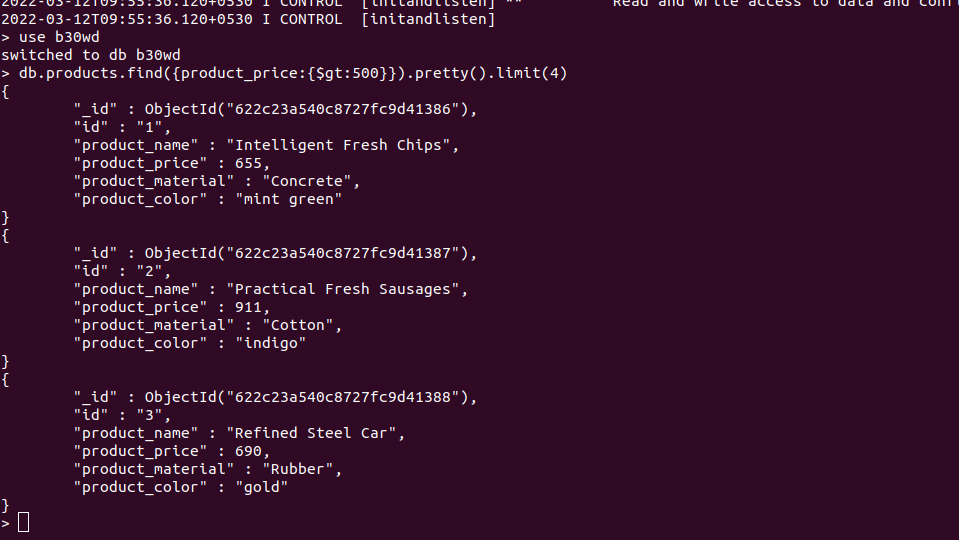 2022-03-12T09:55:36.120+0530 I CONTROL  [initandlisten] **          Read and write access to data and
2022-03-12T09:55:36.120+0530 I CONTROL  [initandlisten]
> use b30wd
switched to db b30wd
> db.products.find({product_price:{$gt:500}}).pretty().limit(4)
{
        "_id" : ObjectId("622c23a540c8727fc9d41386"),
        "id" : "1",
        "product_name" : "Intelligent Fresh Chips",
        "product_price" : 655,
        "product_material" : "Concrete",
        "product_color" : "mint green"
}
{
        "_id" : ObjectId("622c23a540c8727fc9d41387"),
        "id" : "2",
        "product_name" : "Practical Fresh Sausages",
        "product_price" : 911,
        "product_material" : "Cotton",
        "product_color" : "indigo"
}
{
        "_id" : ObjectId("622c23a540c8727fc9d41388"),
        "id" : "3",
        "product_name" : "Refined Steel Car",
        "product_price" : 690,
        "product_material" : "Rubber",
        "product_color" : "gold"
}
>